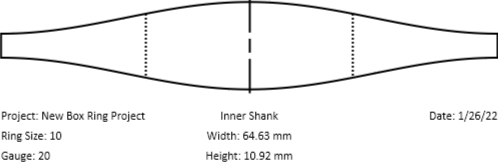 Project: New Box Ring Project Inner Shank Date: 1/26/22
Ring Size: 10 Width: 64.63 mm
Gauge: 20 Height: 10.92 mm